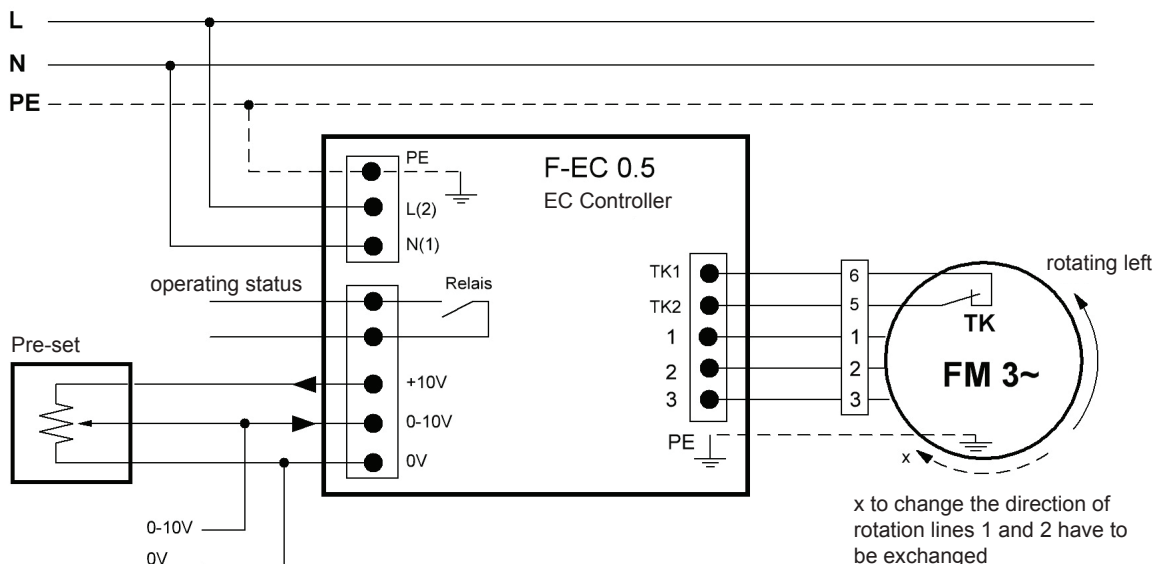 L
N
PE
PE
L(2)
N(1)
F-EC 0.5
EC Controller
operating status
Relais
Pre-set
+10V
0-10V
0V
0-10V
0V
TK1
TK2
1
2
3
PE
6
5
1
2
3
TK
FM 3~
rotating left
x
x to change the direction of
rotation lines 1 and 2 have to
be exchanged